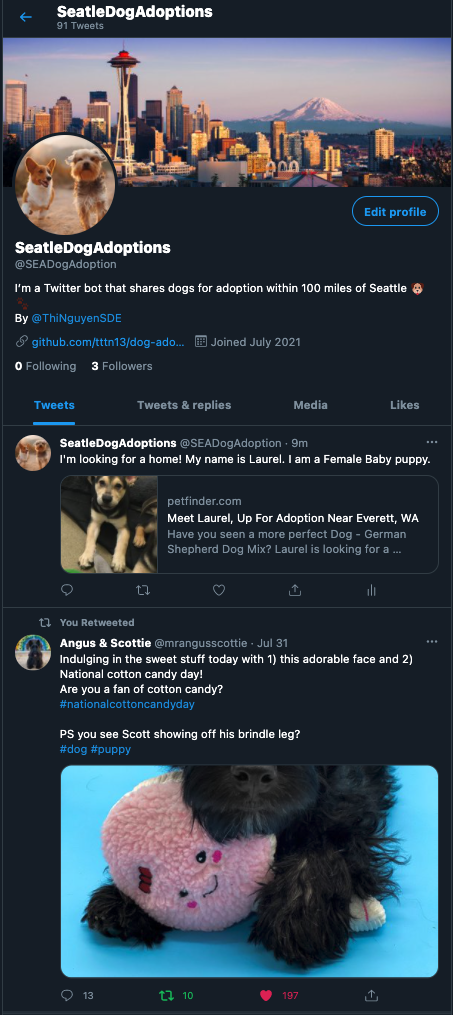 SeatleDogAdoptions
91 Tweets
Edit profile
SeatleDogAdoptions
@SEADogAdoption
I'm a Twitter bot that shares dogs for adoption within 100 miles of Seattle 🐶
🐾
By @ThiNguyenSDE
github.com/tttn13/dog-ado... Joined July 2021
0 Following 3 Followers
Tweets Tweets & replies Media Likes
SeatleDogAdoptions @SEADogAdoption · 9m
I'm looking for a home! My name is Laurel. I am a Female Baby puppy.
petfinder.com
Meet Laurel, Up For Adoption Near Everett, WA
Have you seen a more perfect Dog - German
Shepherd Dog Mix? Laurel is looking for a ...
You Retweeted
Angus & Scottie @mrangusscottie · Jul 31
Indulging in the sweet stuff today with 1) this adorable face and 2)
National cotton candy day!
Are you a fan of cotton candy?
#nationalcottoncandyday
PS you see Scott showing off his brindle leg?
#dog #puppy
13 10 197